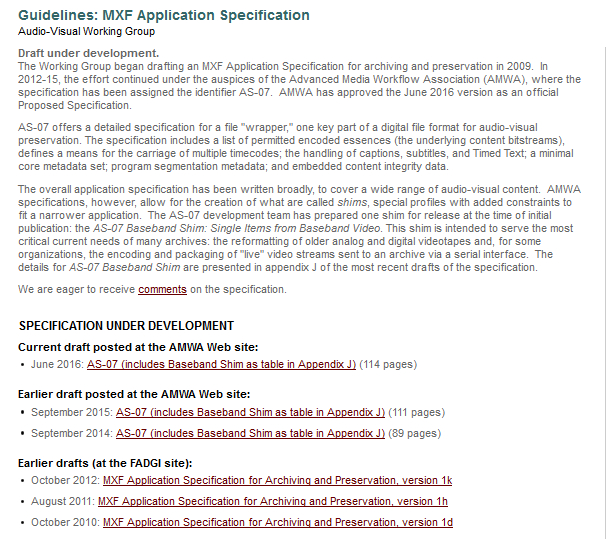 Guidelines: MXF Application Specification
Audio-Visual Working Group
Draft under development.
The Working Group began drafting an MXF Application Specification for archiving and preservation in 2009. In
2012-15, the effort continued under the auspices of the Advanced Media Workflow Association (AMWA), where the
specification has been assigned the identifier AS-07. AMWA has approved the June 2016 version as an official
Proposed Specification.
AS-07 offers a detailed specification for a file "wrapper," one key part of a digital file format for audio-visual
preservation. The specification includes a list of permitted encoded essences (the underlying content bitstreams),
defines a means for the carriage of multiple timecodes; the handling of captions, subtitles, and Timed Text; a minimal
core metadata set; program segmentation metadata; and embedded content integrity data.
The overall application specification has been written broadly, to cover a wide range of audio-visual content. AMWA
specifications, however, allow for the creation of what are called shims, special profiles with added constraints to
fit a narrower application. The AS-07 development team has prepared one shim for release at the time of initial
publication: the AS-07 Baseband Shim: Single Items from Baseband Video. This shim is intended to serve the most
critical current needs of many archives: the reformatting of older analog and digital videotapes and, for some
organizations, the encoding and packaging of "live" video streams sent to an archive via a serial interface. The
details for AS-07 Baseband Shim are presented in appendix J of the most recent drafts of the specification.
We are eager to receive comments on the specification.
SPECIFICATION UNDER DEVELOPMENT
Current draft posted at the AMWA Web site:
• June 2016: AS-07 (includes Baseband Shim as table in Appendix J) (114 pages)
Earlier draft posted at the AMWA Web site:
• September 2015: AS-07 (includes Baseband Shim as table in Appendix J) (111 pages)
• September 2014: AS-07 (includes Baseband Shim as table in Appendix J) (89 pages)
Earlier drafts (at the FADGI site):
• October 2012: MXF Application Specification for Archiving and Preservation, version 1k
• August 2011: MXF Application Specification for Archiving and Preservation, version 1h
• October 2010: MXF Application Specification for Archiving and Preservation, version 1d